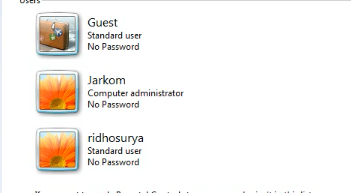 Users
Guest
Standard user
No Password
Jarkom
Computer administrator
No Password
ridhosurya
Standard user
No Password